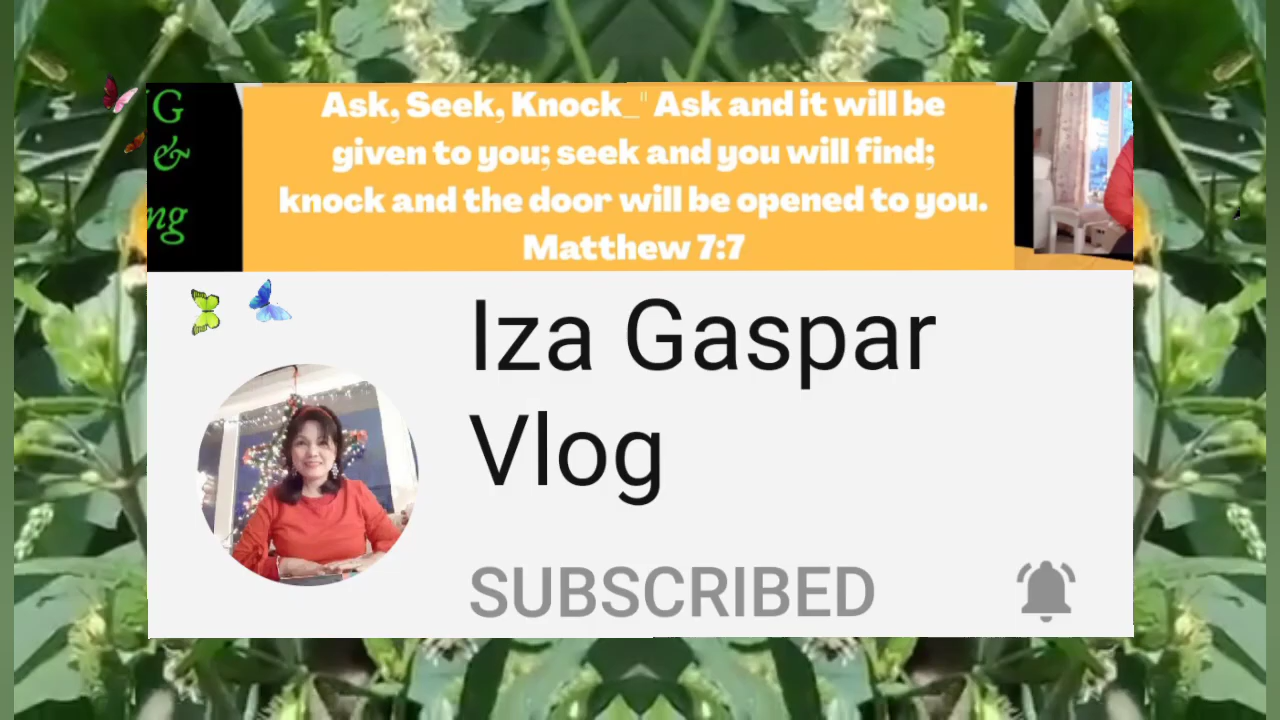 G
&
ng
Ask, Seek, Knock_" Ask and it will be
given to you; seek and you will find;
knock and the door will be opened to you.
Matthew 7:7
Iza Gaspar
Vlog
SUBSCRIBED